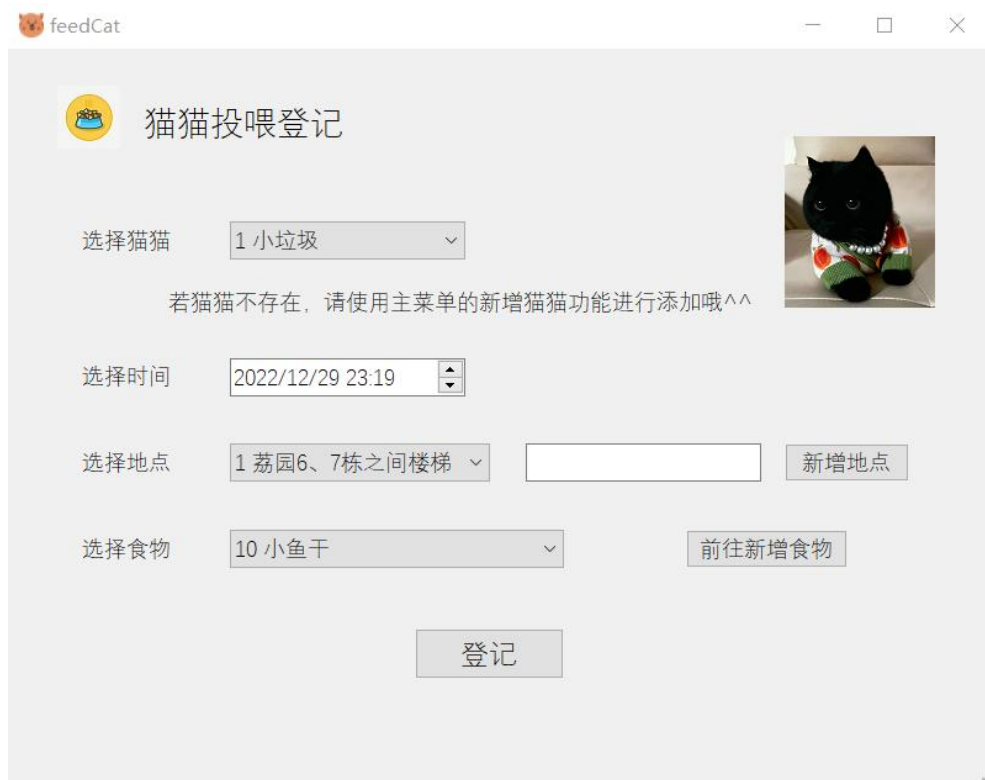 feedCat
猫猫投喂登记
选择猫猫 1 小垃圾
若猫猫不存在，请使用主菜单的新增猫猫功能进行添加哦^^
选择时间 2022/12/29 23:19
选择地点 1 荔园6、7栋之间楼梯 新增地点
选择食物 10 小鱼干 前往新增食物
登记